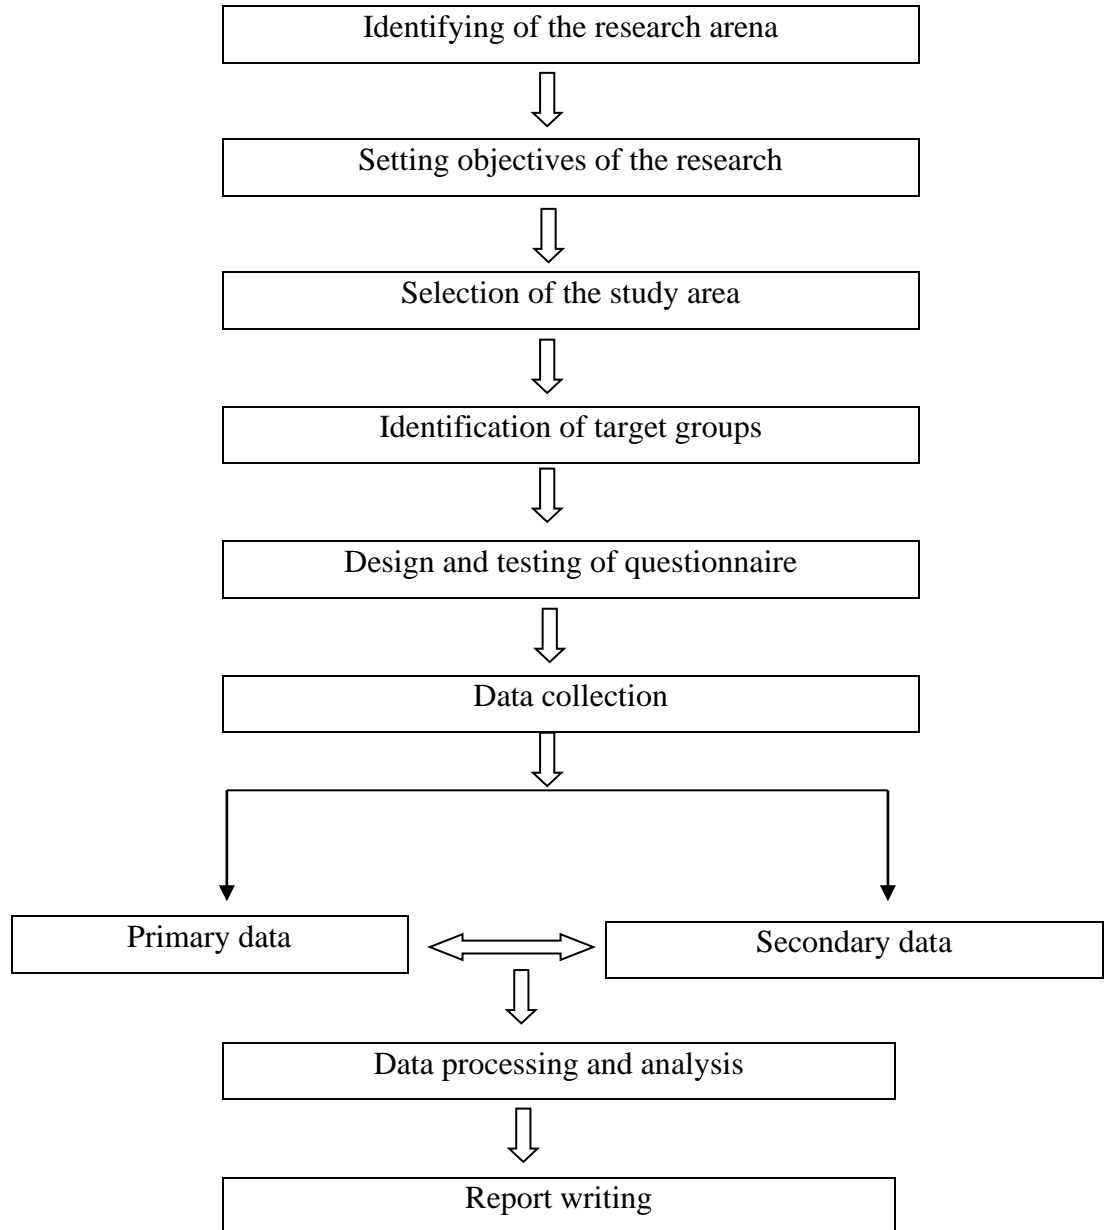 Identifying of the research arena
Setting objectives of the research
Selection of the study area
Identification of target groups
Design and testing of questionnaire
Data collection
Primary data
Secondary data
Data processing and analysis
Report writing